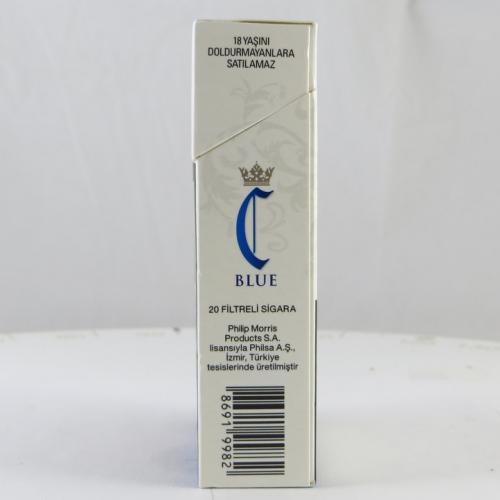 18 YAŞINI
DOLDURMAYANLARA
SATILAMAZ
C
BLUE
20 FİLTRELİ SİGARA
Philip Morris
Products S.A.
lisansıyla Philsa A.Ş.,
İzmir, Türkiye
tesislerinde üretilmiştir
8691 9982